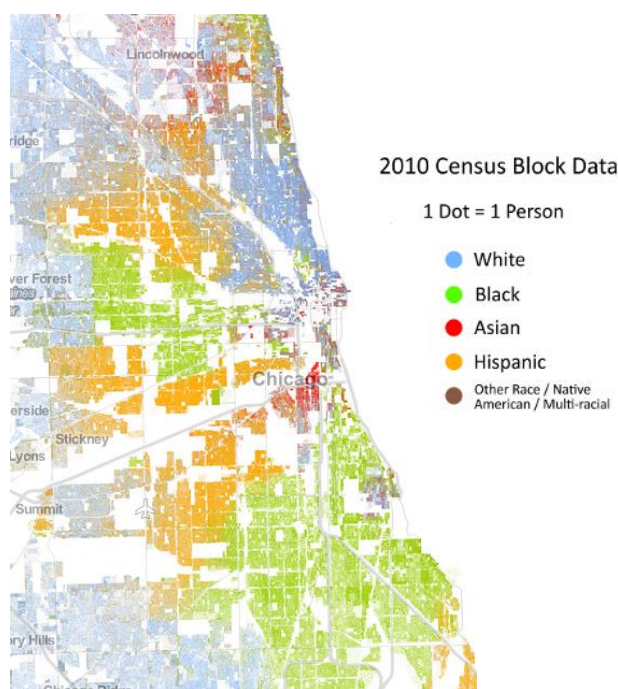 Lincolnwood
ridge
2010 Census Block Data
1 Dot = 1 Person
White
ver Forest
Black
Asian
Hispanic
Chicago
Other Race / Native
American / Multi-racial
erside
Stickney
Lyons
Summit
ory Hills